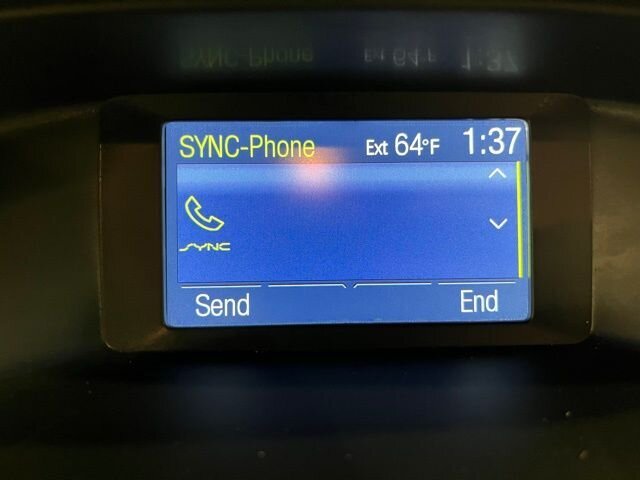 SYNC-Phone Ext 64°F 1:37
SYNC
Send End